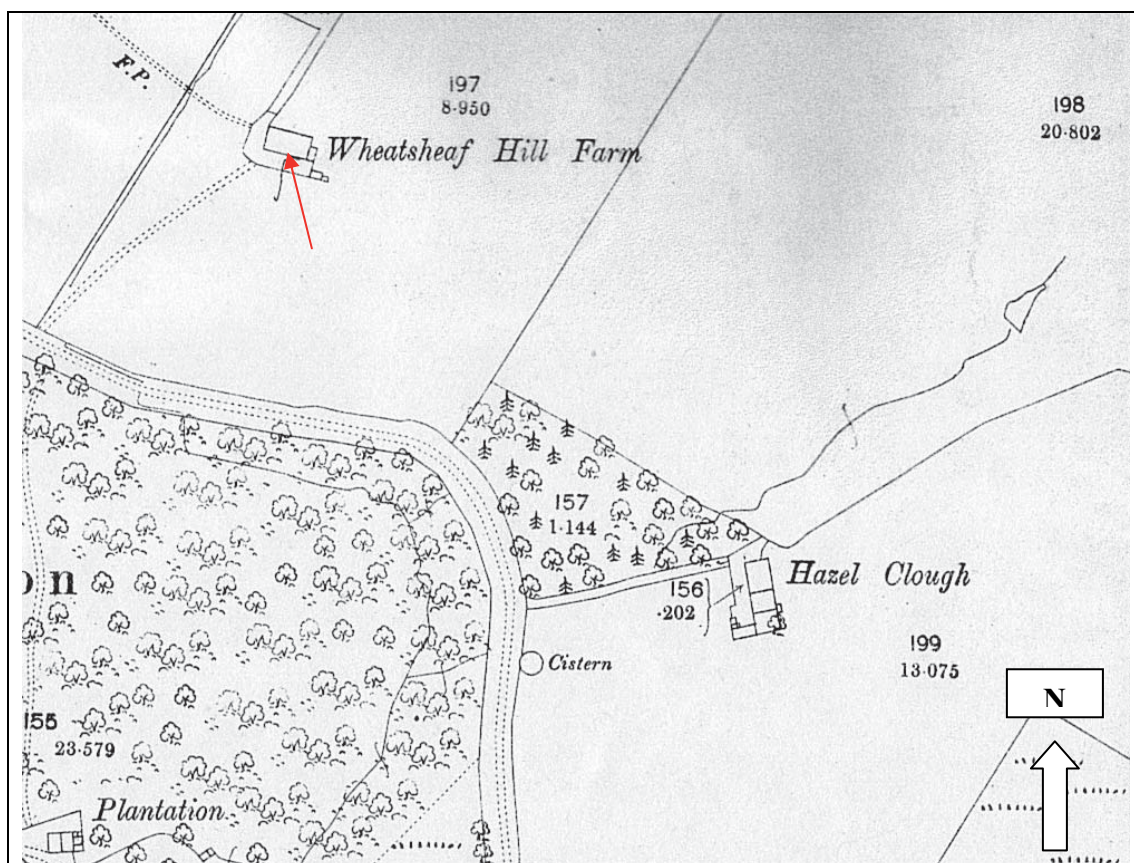 F.P.
197
8·950
198
20·802
Wheatsheaf Hill Farm
157
1·144
on
156
·202
Hazel Clough
199
13·075
Cistern
N
155
23·579
Plantation